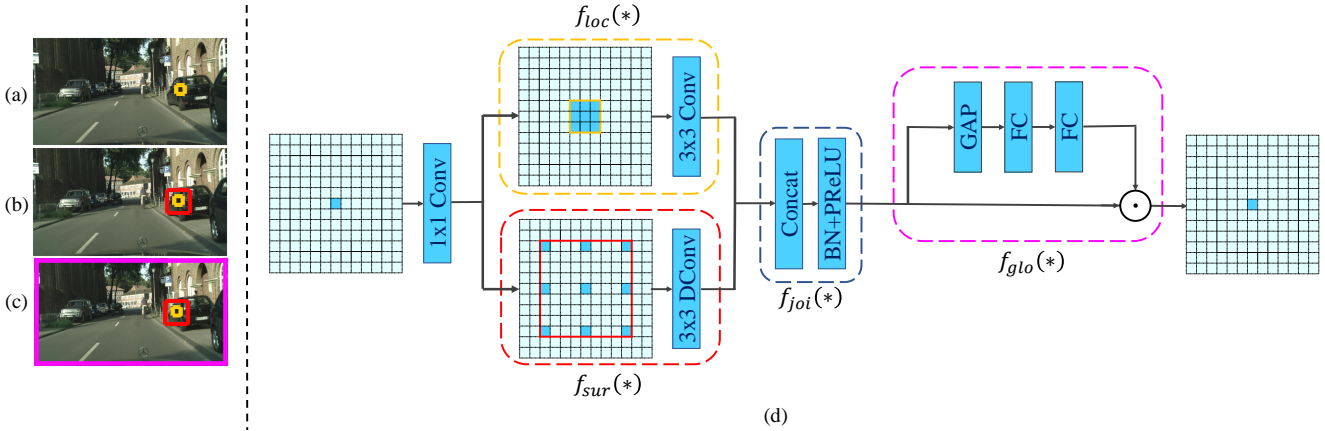 (a)
(b)
(c)
f_loc(*)
1x1 Conv
3x3 Conv
3x3 DConv
f_sur(*)
Concat
BN+PReLU
f_joi(*)
GAP
FC
FC
f_glo(*)
(d)